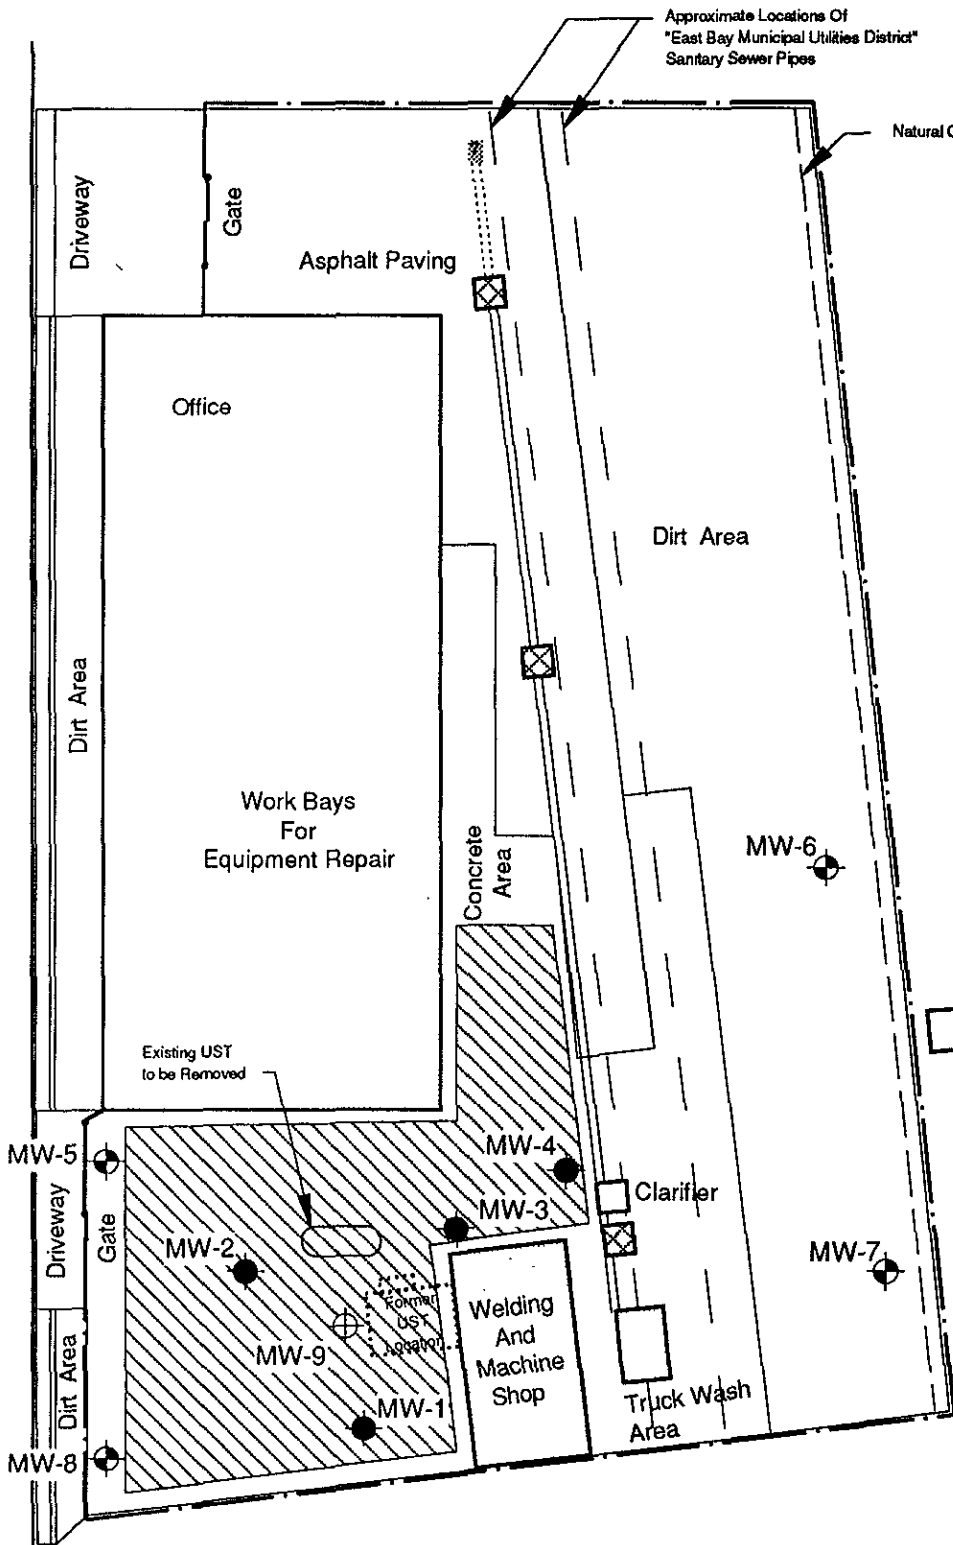 Approximate Locations Of
"East Bay Municipal Utilities District"
Sanitary Sewer Pipes
Natural
Driveway
Gate
Asphalt Paving
Office
Dirt Area
Dirt Area
Work Bays
For
Equipment Repair
Concrete
Area
MW-6
Existing UST
to be Removed
MW-5
MW-4
Clarifier
MW-3
Driveway
Gate
MW-2
MW-7
Former
UST
Location
Welding
And
Machine
Shop
MW-9
Dirt Area
MW-1
Truck Wash
Area
MW-8